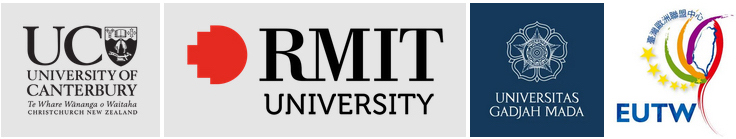 UC
UNIVERSITY OF
CANTERBURY
Te Whare Wānanga o Waitaha
CHRISTCHURCH NEW ZEALAND
RMIT
UNIVERSITY
UNIVERSITAS
GADJAH MADA
臺灣歐洲聯盟中心
EUTW